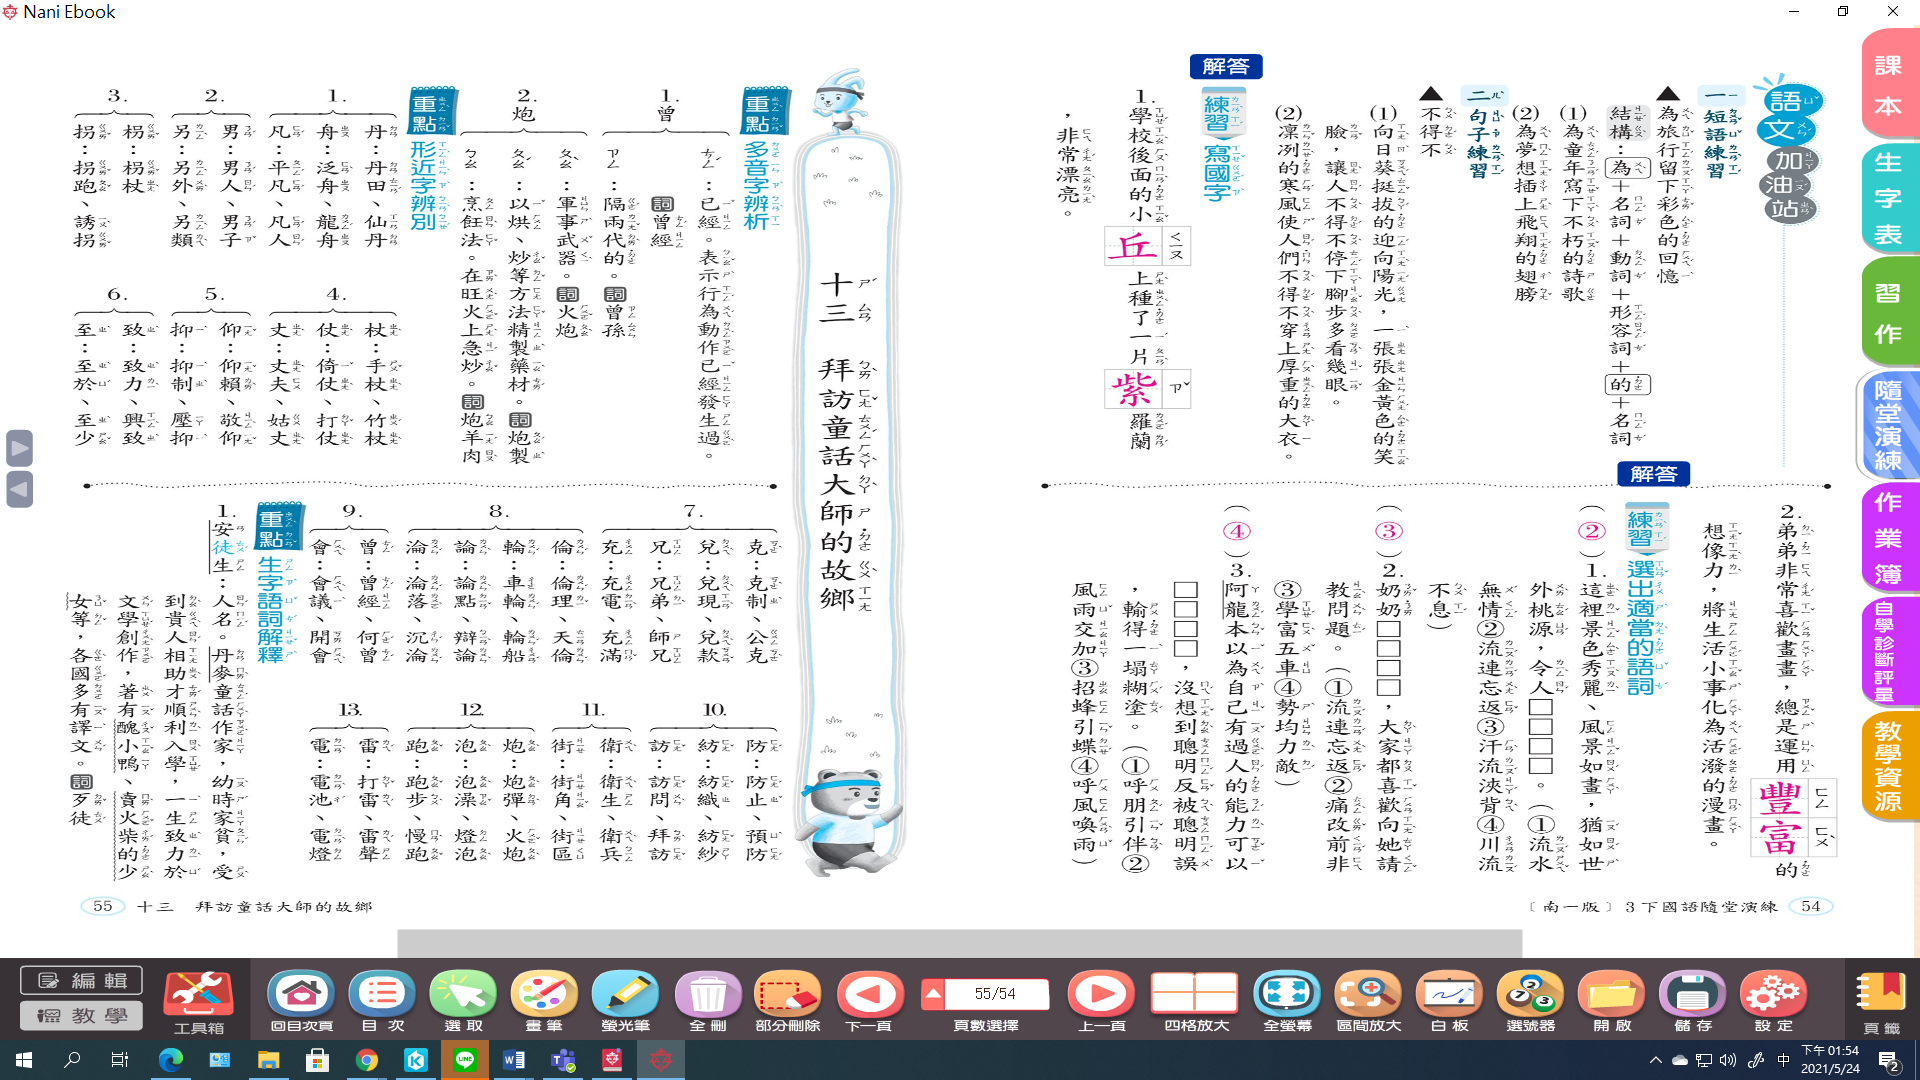 Nani Ebook
語文加油站
一 短語練習
▲為旅行留下彩色的回憶
結構：為＋名詞＋動詞＋形容詞＋的＋名詞
(1) 為童年寫下不朽的詩歌
(2) 為夢想插上飛翔的翅膀
二 句子練習
▲不得不
(1) 向日葵挺拔的迎向陽光，一張張金黃色的笑
臉，讓人不得不停下腳步多看幾眼。
(2) 凜冽的寒風使人們不得不穿上厚重的大衣。
解答
練習 寫國字
1. 學校後面的小丘ㄑㄧㄡ上種了一片紫ㄗˇ羅蘭
，非常漂亮。
2. 弟弟非常喜歡畫畫，總是運用豐ㄈㄥ富ㄈㄨˋ的
想像力，將生活小事化為活潑的漫畫。
解答
練習 選出適當的語詞
(②) 1. 這裡景色秀麗、風景如畫，猶如世
外桃源，令人□□□□。（①流水
無情②流連忘返③汗流浹背④川流
不息）
(③) 2. 奶奶□□□□，大家都喜歡向她請
教問題。（①流連忘返②痛改前非
③學富五車④勢均力敵）
(④) 3. 阿龍本以為自己有過人的能力可以
□□□□，沒想到聰明反被聰明誤
，輸得一塌糊塗。（①呼朋引伴②
風雨交加③招蜂引蝶④呼風喚雨）
〔南一版〕3下國語隨堂演練 54
十三 拜訪童話大師的故鄉
重點 多音字辨析
1. 曾
ㄘㄥˊ：已經。表示行為動作已經發生過。
詞 曾經
ㄗㄥ：隔兩代的。詞 曾孫
2. 炮
ㄆㄠˋ：軍事武器。詞 火炮
ㄆㄠˊ：以烘、炒等方法精製藥材。詞 炮製
ㄅㄠ：烹飪法。在旺火上急炒。詞 炮羊肉
重點 形近字辨別
1. 丹：丹田、仙丹
舟：泛舟、龍舟
凡：平凡、凡人
2. 男：男人、男子
另：另外、另類
3. 柺：柺杖
拐：拐跑、誘拐
4. 杖：手杖、竹杖
仗：倚仗、打仗
丈：丈夫、姑丈
5. 仰：仰賴、敬仰
抑：抑制、壓抑
6. 致：致力、興致
至：至於、至少
7. 克：克制、公克
兌：兌現、兌款
兄：兄弟、師兄
充：充電、充滿
8. 倫：倫理、天倫
輪：車輪、輪船
論：論點、辯論
淪：淪落、沉淪
9. 曾：曾經、何曾
會：會議、開會
10. 防：防止、預防
紡：紡織、紡紗
訪：訪問、拜訪
11. 衛：衛生、衛兵
街：街角、街區
12. 炮：炮彈、火炮
泡：泡澡、燈泡
跑：跑步、慢跑
13. 雷：打雷、雷聲
電：電池、電燈
重點 生字語詞解釋
1. 安徒生：人名。丹麥童話作家，幼時家貧，受
到貴人相助才順利入學，一生致力於
文學創作，著有醜小鴨、賣火柴的少
女等，各國多有譯文。詞 歹徒
55 十三 拜訪童話大師的故鄉
課本
生字表
習作
隨堂演練
作業簿
自學診斷評量
教學資源
編輯
教學
工具箱
回目次頁
目次
選取
畫筆
螢光筆
全刪
部分刪除
下一頁
55/54
頁數選擇
上一頁
四格放大
全螢幕
區間放大
白板
選號器
開啟
儲存
設定
頁籤
中
下午 01:54
2021/5/24
2